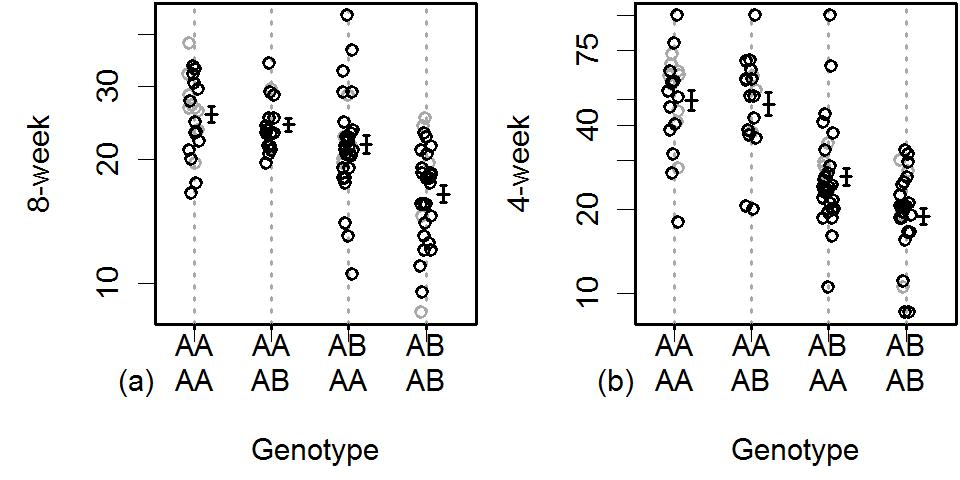 8-week
30
20
10
AA AA AB AB
(a) AA AB AA AB
Genotype
4-week
75
40
20
10
AA AA AB AB
(b) AA AB AA AB
Genotype